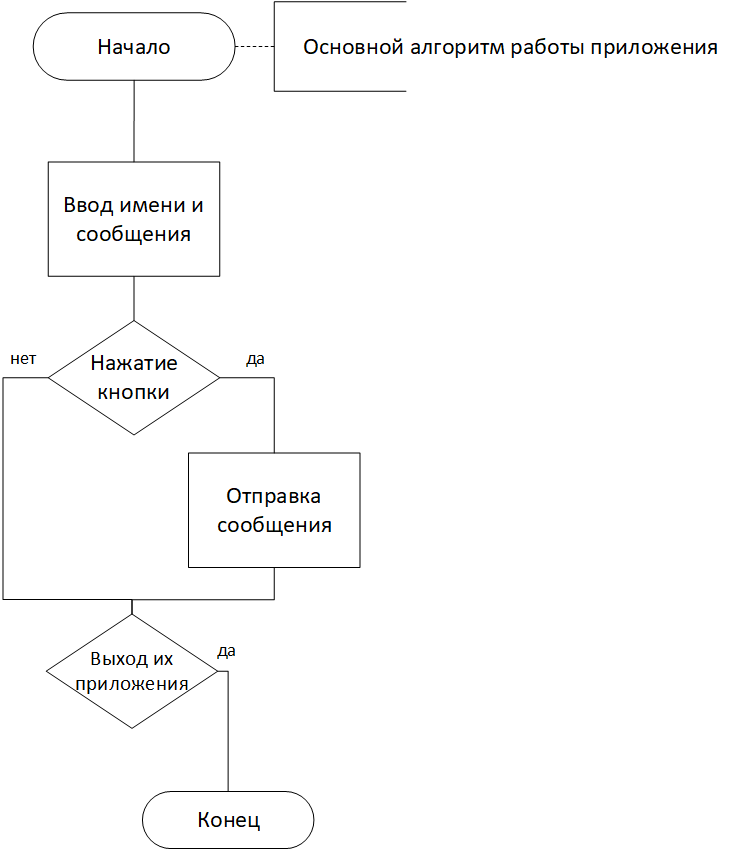 Начало
Основной алгоритм работы приложения
Ввод имени и
сообщения
нет
Нажатие
кнопки
да
Отправка
сообщения
Выход их
приложения
да
Конец